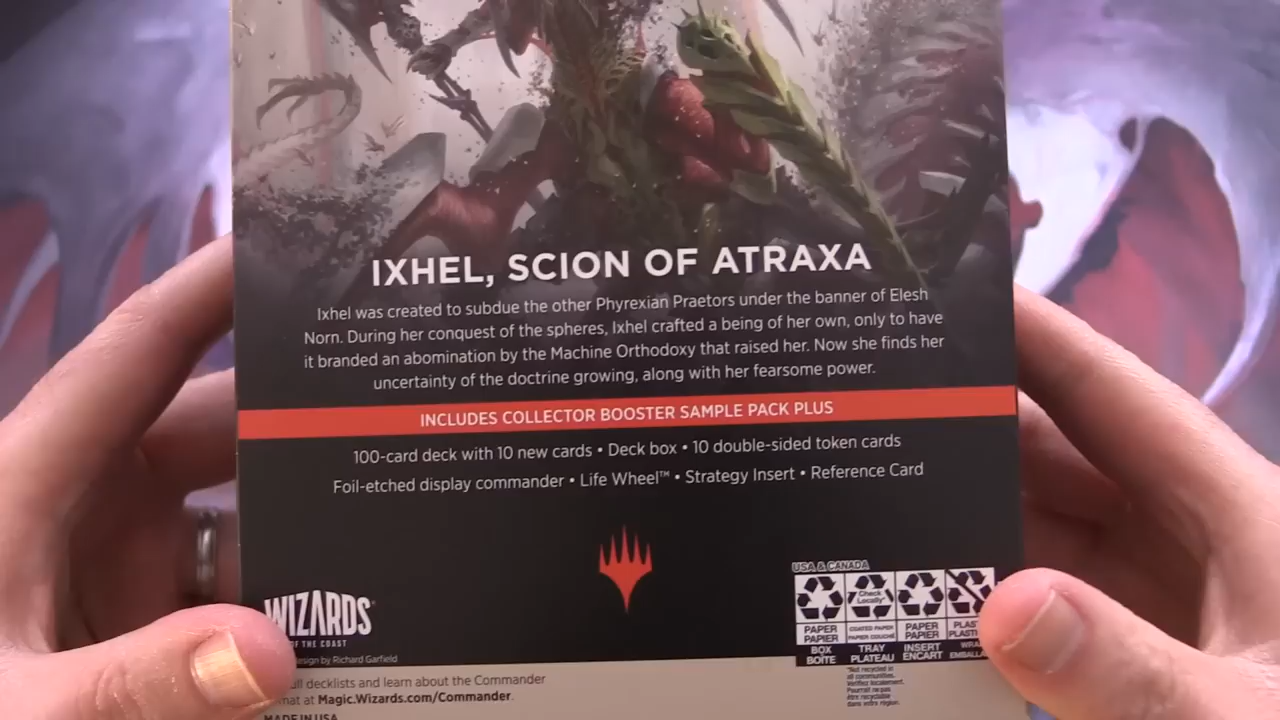 IXHEL, SCION OF ATRAXA
Ixhel was created to subdue the other Phyrexian Praetors under the banner of Elesh
Norn. During her conquest of the spheres, Ixhel crafted a being of her own, only to have
it branded an abomination by the Machine Orthodoxy that raised her. Now she finds her
uncertainty of the doctrine growing, along with her fearsome power.
INCLUDES COLLECTOR BOOSTER SAMPLE PACK PLUS
100-card deck with 10 new cards • Deck box • 10 double-sided token cards
Foil-etched display commander • Life Wheel™ • Strategy Insert • Reference Card
WIZARDS
OF THE COAST
design by Richard Garfield
decklists and learn about the Commander
at Magic.Wizards.com/Commander.
MADE IN USA
USA & CANADA
Check
Locally*
PAPER
PAPIER
BOX
BOÎTE
COATED PAPER
PAPIER COUCHÉ
TRAY
PLATEAU
PAPER
PAPIER
INSERT
ENCART
*Not recycled in
all communities.
Vérifiez localement.
Pourrait ne pas
être recyclable
dans votre région.